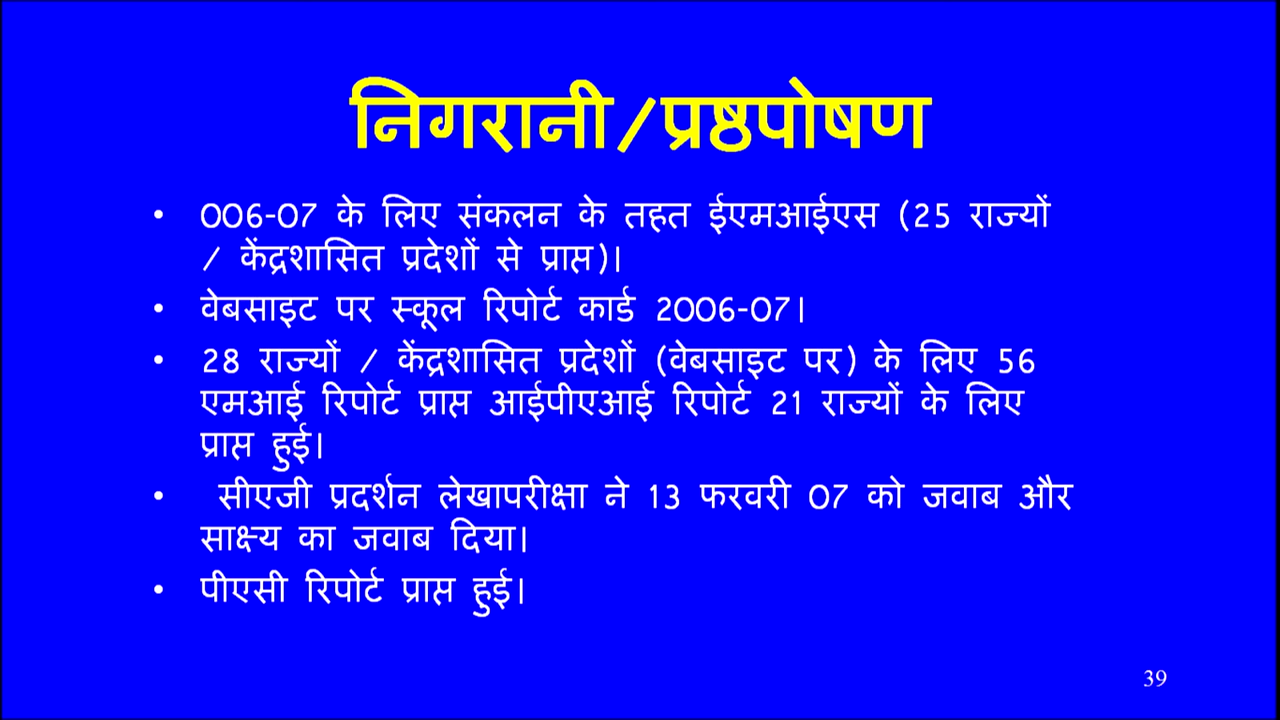 निगरानी/प्रष्ठपोषण
• 006-07 के लिए संकलन के तहत ईएमआईएस (25 राज्यों
/ केंद्रशासित प्रदेशों से प्राप्त)।
• वेबसाइट पर स्कूल रिपोर्ट कार्ड 2006-07।
• 28 राज्यों / केंद्रशासित प्रदेशों (वेबसाइट पर) के लिए 56
एमआई रिपोर्ट प्राप्त आईपीएआई रिपोर्ट 21 राज्यों के लिए
प्राप्त हुई।
• सीएजी प्रदर्शन लेखापरीक्षा ने 13 फरवरी 07 को जवाब और
साक्ष्य का जवाब दिया।
• पीएसी रिपोर्ट प्राप्त हुई।
39